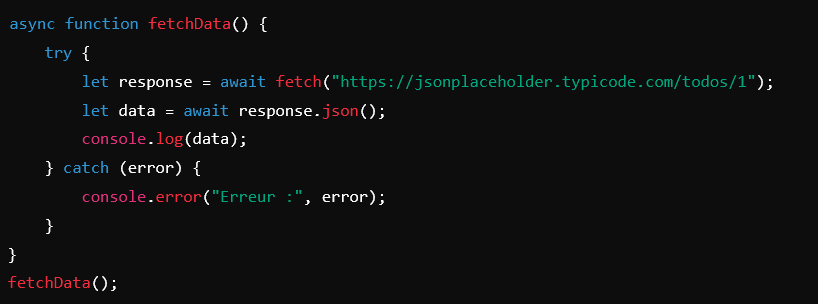 async function fetchData() {
    try {
        let response = await fetch("https://jsonplaceholder.typicode.com/todos/1");
        let data = await response.json();
        console.log(data);
    } catch (error) {
        console.error("Erreur :", error);
    }
}
fetchData();